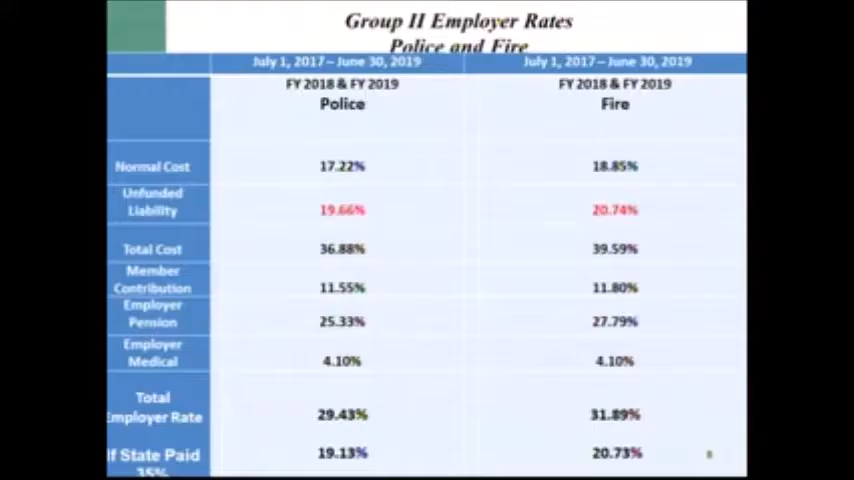 Group II Employer Rates
Police and Fire
July 1, 2017 – June 30, 2019 July 1, 2017 – June 30, 2019
FY 2018 & FY 2019 FY 2018 & FY 2019
Police Fire
Normal Cost 17.22% 18.85%
Unfunded
Liability 19.66% 20.74%
Total Cost 36.88% 39.59%
Member
Contribution 11.55% 11.80%
Employer
Pension 25.33% 27.79%
Employer
Medical 4.10% 4.10%
Total
Employer Rate 29.43% 31.89%
If State Paid 19.13% 20.73% 8
35%